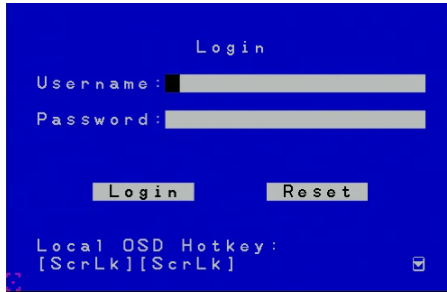 Login
Username:
Password:
Login Reset
Local OSD Hotkey:
[ScrLk][ScrLk]